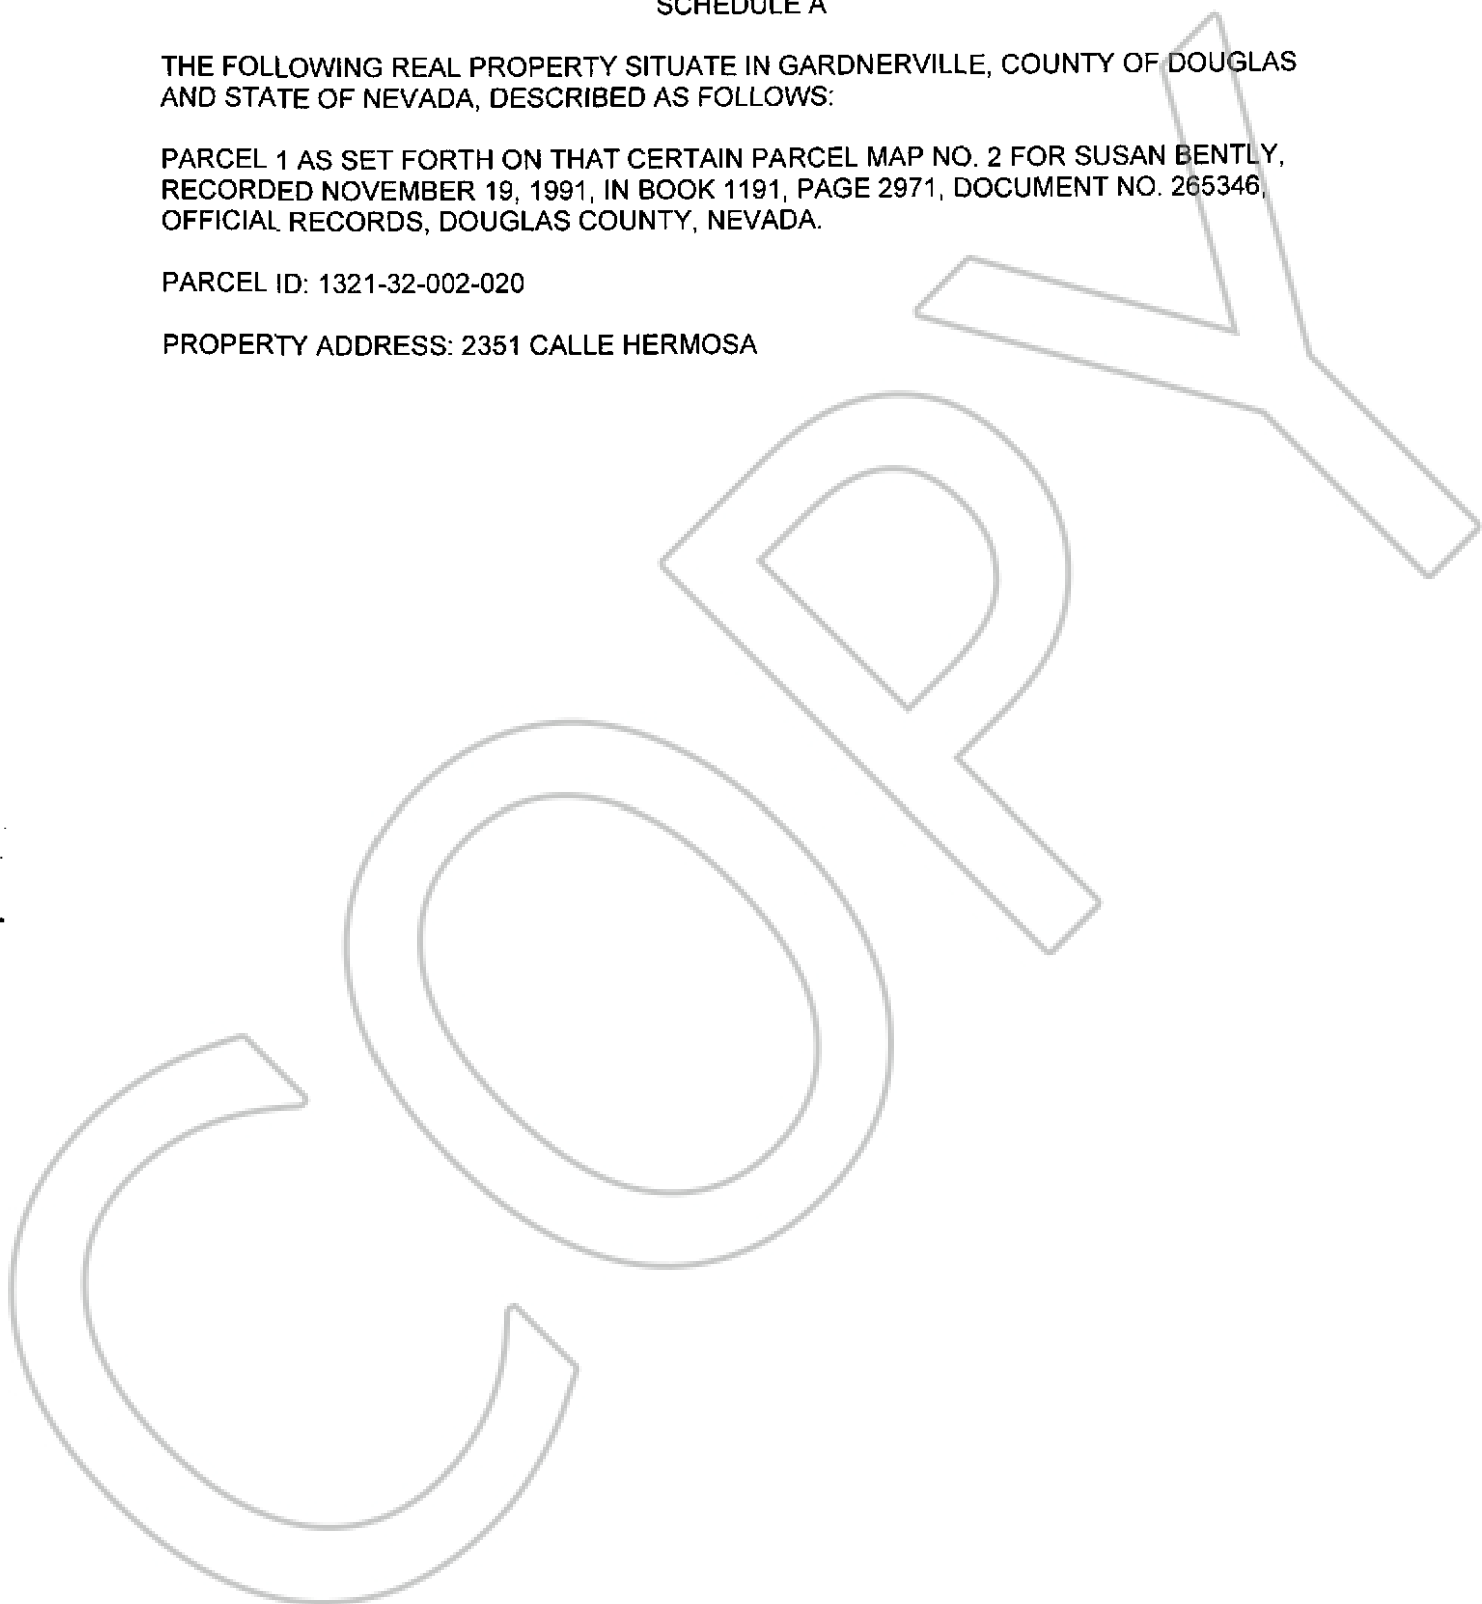 SCHEDULE A
THE FOLLOWING REAL PROPERTY SITUATE IN GARDNERVILLE, COUNTY OF DOUGLAS
AND STATE OF NEVADA, DESCRIBED AS FOLLOWS:
PARCEL 1 AS SET FORTH ON THAT CERTAIN PARCEL MAP NO. 2 FOR SUSAN BENTLY,
RECORDED NOVEMBER 19, 1991, IN BOOK 1191, PAGE 2971, DOCUMENT NO. 265346,
OFFICIAL RECORDS, DOUGLAS COUNTY, NEVADA.
PARCEL ID: 1321-32-002-020
PROPERTY ADDRESS: 2351 CALLE HERMOSA
COPY